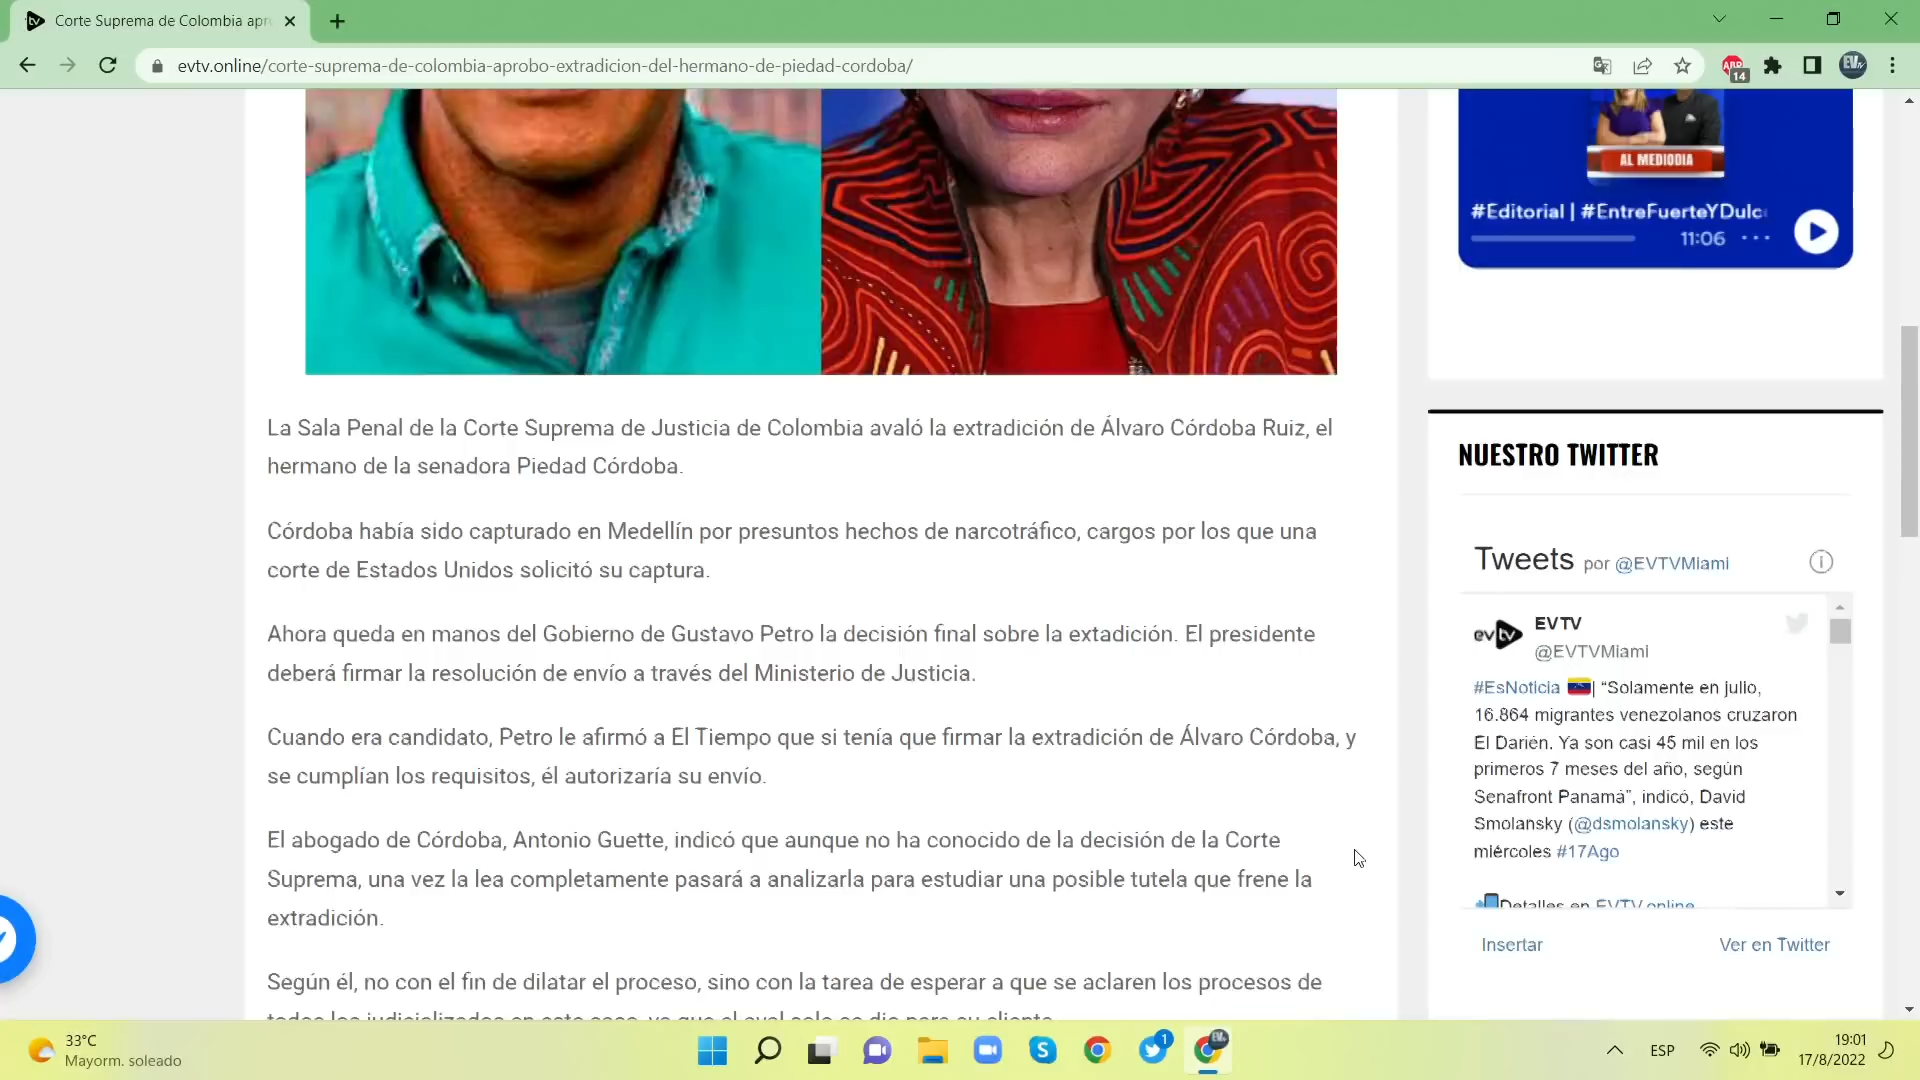 Corte Suprema de Colombia apr
evtv.online/corte-suprema-de-colombia-aprobo-extradicion-del-hermano-de-piedad-cordoba/
ABP
14
EVtv
AL MEDIODIA
#Editorial | #EntreFuerteYDulc
11:06
La Sala Penal de la Corte Suprema de Justicia de Colombia avaló la extradición de Álvaro Córdoba Ruiz, el
hermano de la senadora Piedad Córdoba.
Córdoba había sido capturado en Medellín por presuntos hechos de narcotráfico, cargos por los que una
corte de Estados Unidos solicitó su captura.
Ahora queda en manos del Gobierno de Gustavo Petro la decisión final sobre la extadición. El presidente
deberá firmar la resolución de envío a través del Ministerio de Justicia.
Cuando era candidato, Petro le afirmó a El Tiempo que si tenía que firmar la extradición de Álvaro Córdoba, y
se cumplían los requisitos, él autorizaría su envío.
El abogado de Córdoba, Antonio Guette, indicó que aunque no ha conocido de la decisión de la Corte
Suprema, una vez la lea completamente pasará a analizarla para estudiar una posible tutela que frene la
extradición.
Según él, no con el fin de dilatar el proceso, sino con la tarea de esperar a que se aclaren los procesos de
NUESTRO TWITTER
Tweets por @EVTVMiami
evtv
EVTV
@EVTVMiami
#EsNoticia | “Solamente en julio,
16.864 migrantes venezolanos cruzaron
El Darién. Ya son casi 45 mil en los
primeros 7 meses del año, según
Senafront Panamá”, indicó, David
Smolansky (@dsmolansky) este
miércoles #17Ago
Detalles en EVTV.online
Insertar
Ver en Twitter
33°C
Mayorm. soleado
1
ESP
19:01
17/8/2022